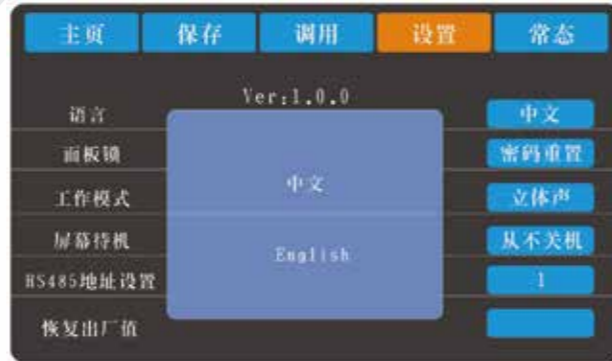 主页 保存 调用 设置 常态
Ver:1.0.0
语言 中文
面板锁 密码重置
中文
工作模式 立体声
屏幕待机 从不关机
English
RS485地址设置 1
恢复出厂值